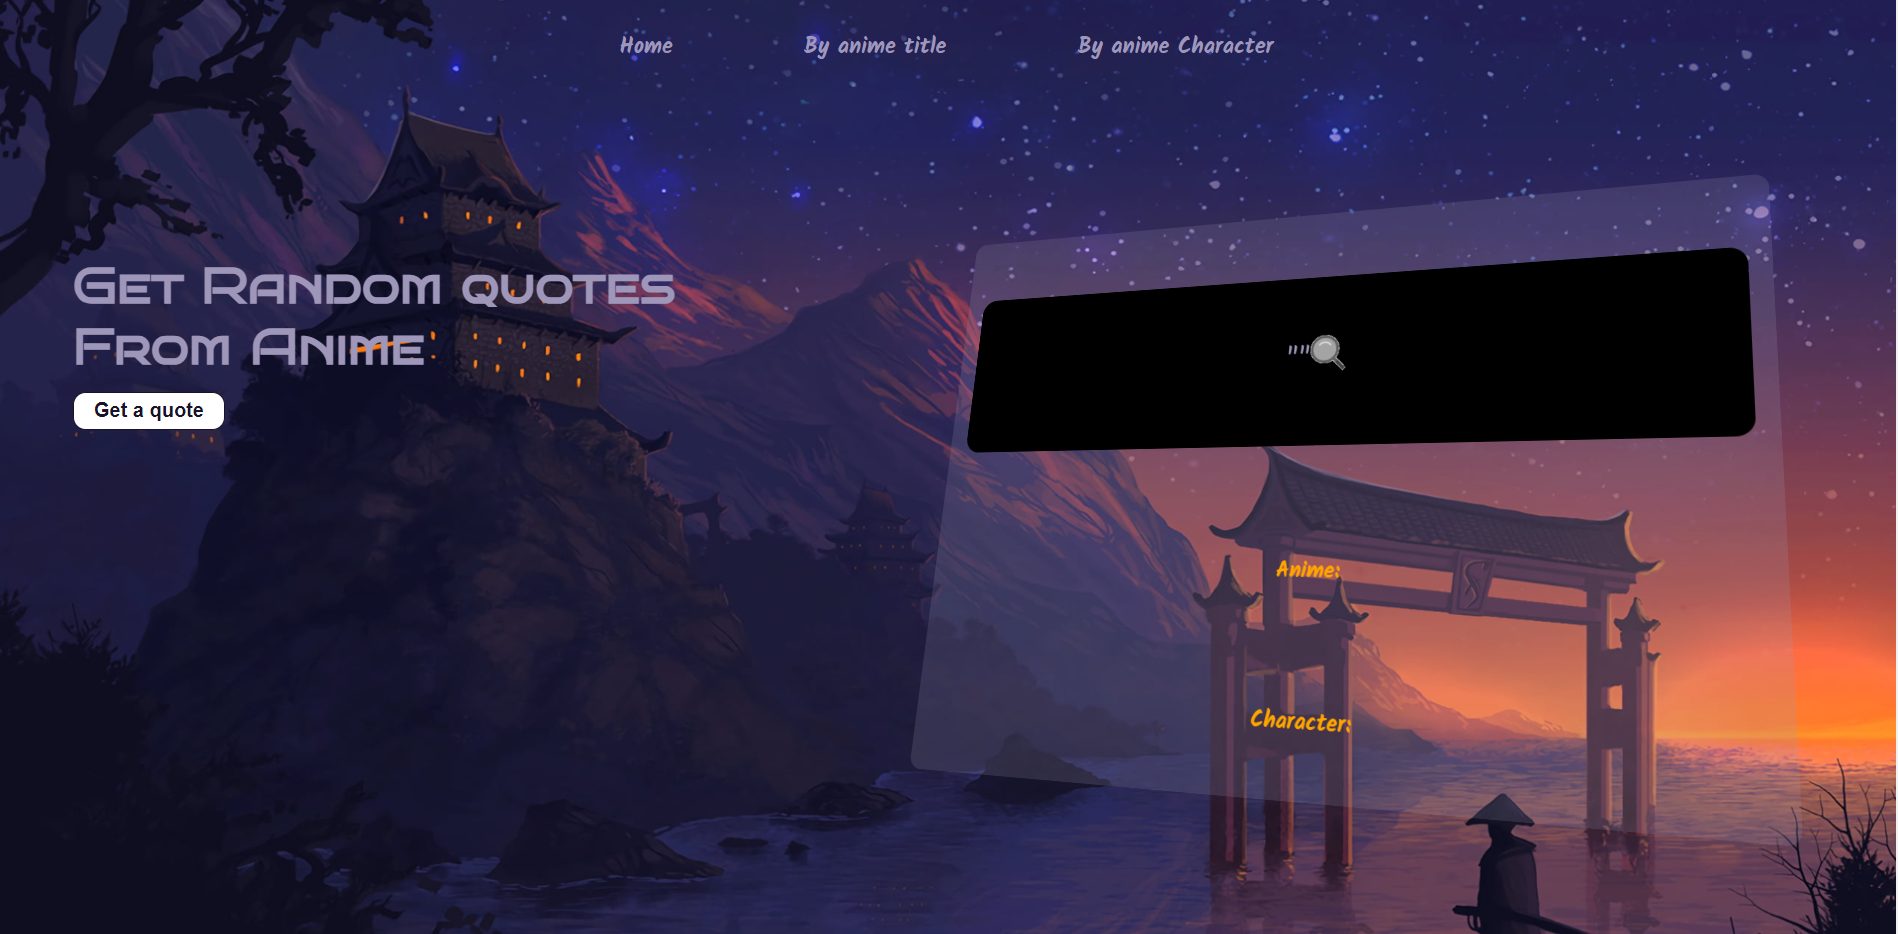 Home
By anime title
By anime Character
Get Random quotes
From Anime
Get a quote
""
Anime:
Character: